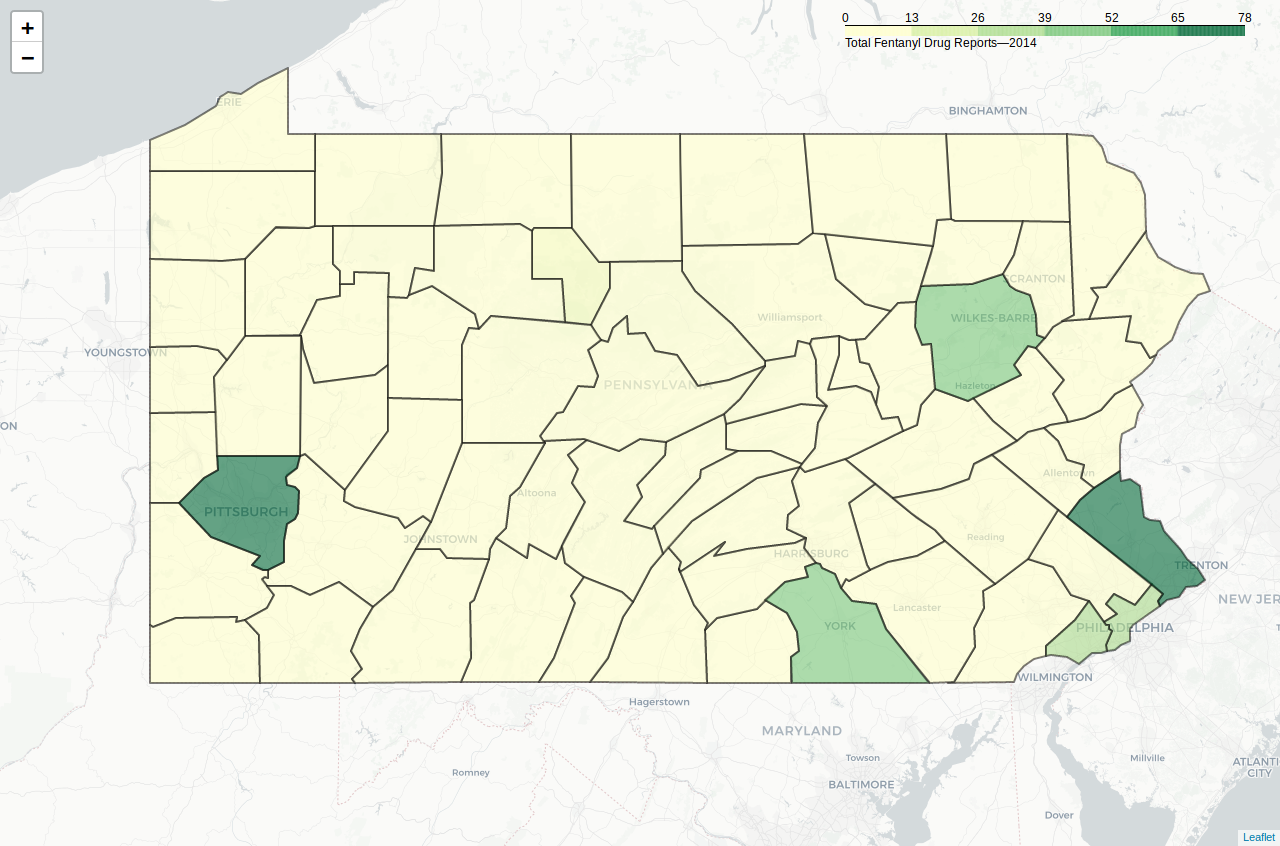 +
−
0 13 26 39 52 65 78
Total Fentanyl Drug Reports—2014
ERIE
BINGHAMTON
SCRANTON
Williamsport
WILKES-BARRE
YOUNGSTOWN
PENNSYLVANIA
Hazleton
ON
Allentown
Altoona
PITTSBURGH
JOHNSTOWN
Reading
HARRISBURG
TRENTON
NEW JER
Lancaster
YORK
PHILADELPHIA
T
WILMINGTON
Hagerstown
MARYLAND
Towson
Millville
ATLANTI
CITY
Romney
BALTIMORE
Dover
Leaflet